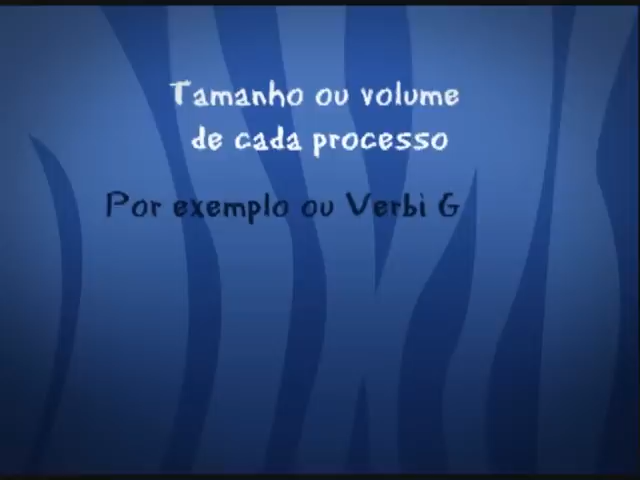 Tamanho ou volume
de cada processo
Por exemplo ou Verbi G